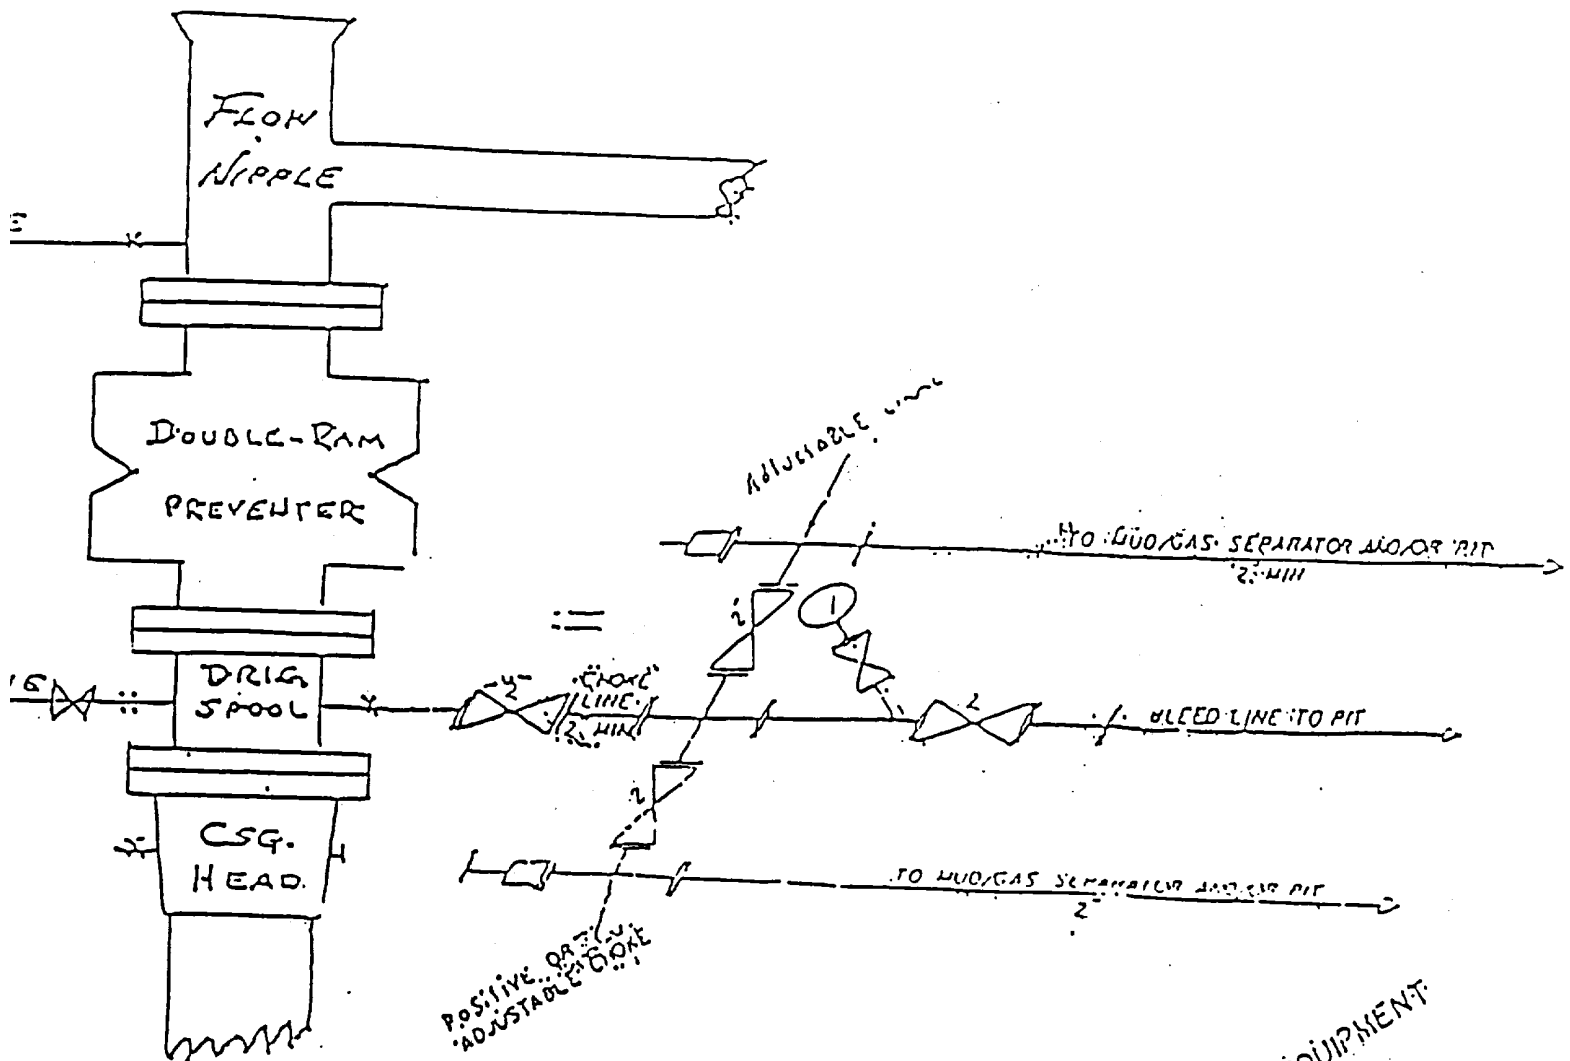 FLOW
NIPPLE
E
DOUBLE-RAM
PREVENTER
ADJUSTABLE
TO MUD/GAS SEPARATOR AND/OR PIT
2" MIN
2"
1
DRLG
SPOOL
2"
"CHOKE"
LINE
2" MIN
2
BLEED LINE TO PIT
2
CSG.
HEAD
TO MUD/GAS SEPARATOR AND/OR PIT
2"
POSITIVE OR
ADJUSTABLE CHOKE